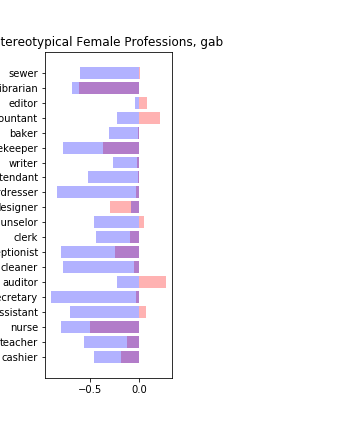 tereotypical Female Professions, gab
sewer
ibrarian
editor
ountant
baker
ekeeper
writer
tendant
dresser
esigner
unselor
clerk
ptionist
cleaner
auditor
ecretary
ssistant
nurse
teacher
cashier
−0.5 0.0